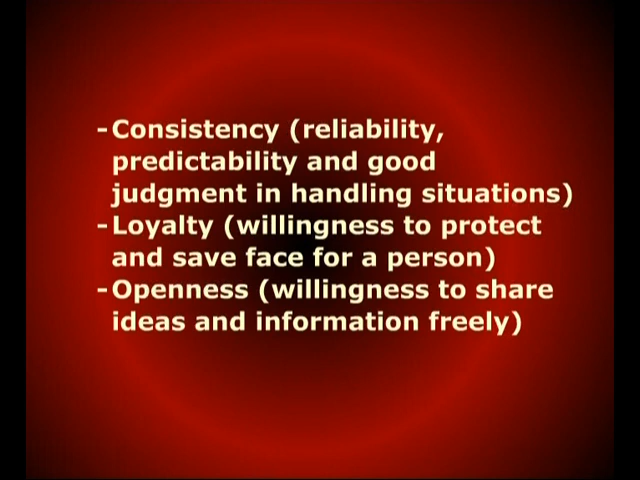 -Consistency (reliability,
predictability and good
judgment in handling situations)
-Loyalty (willingness to protect
and save face for a person)
-Openness (willingness to share
ideas and information freely)